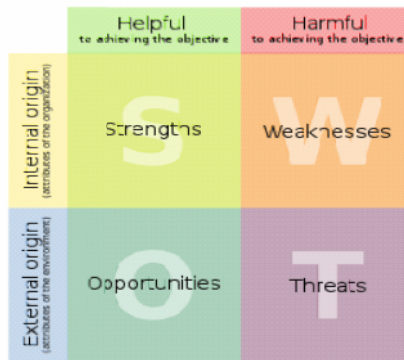 Helpful
to achieving the objective
Harmful
to achieving the objective
Internal origin
(attributes of the organization)
S
Strengths
W
Weaknesses
External origin
(attributes of the environment)
O
Opportunities
T
Threats